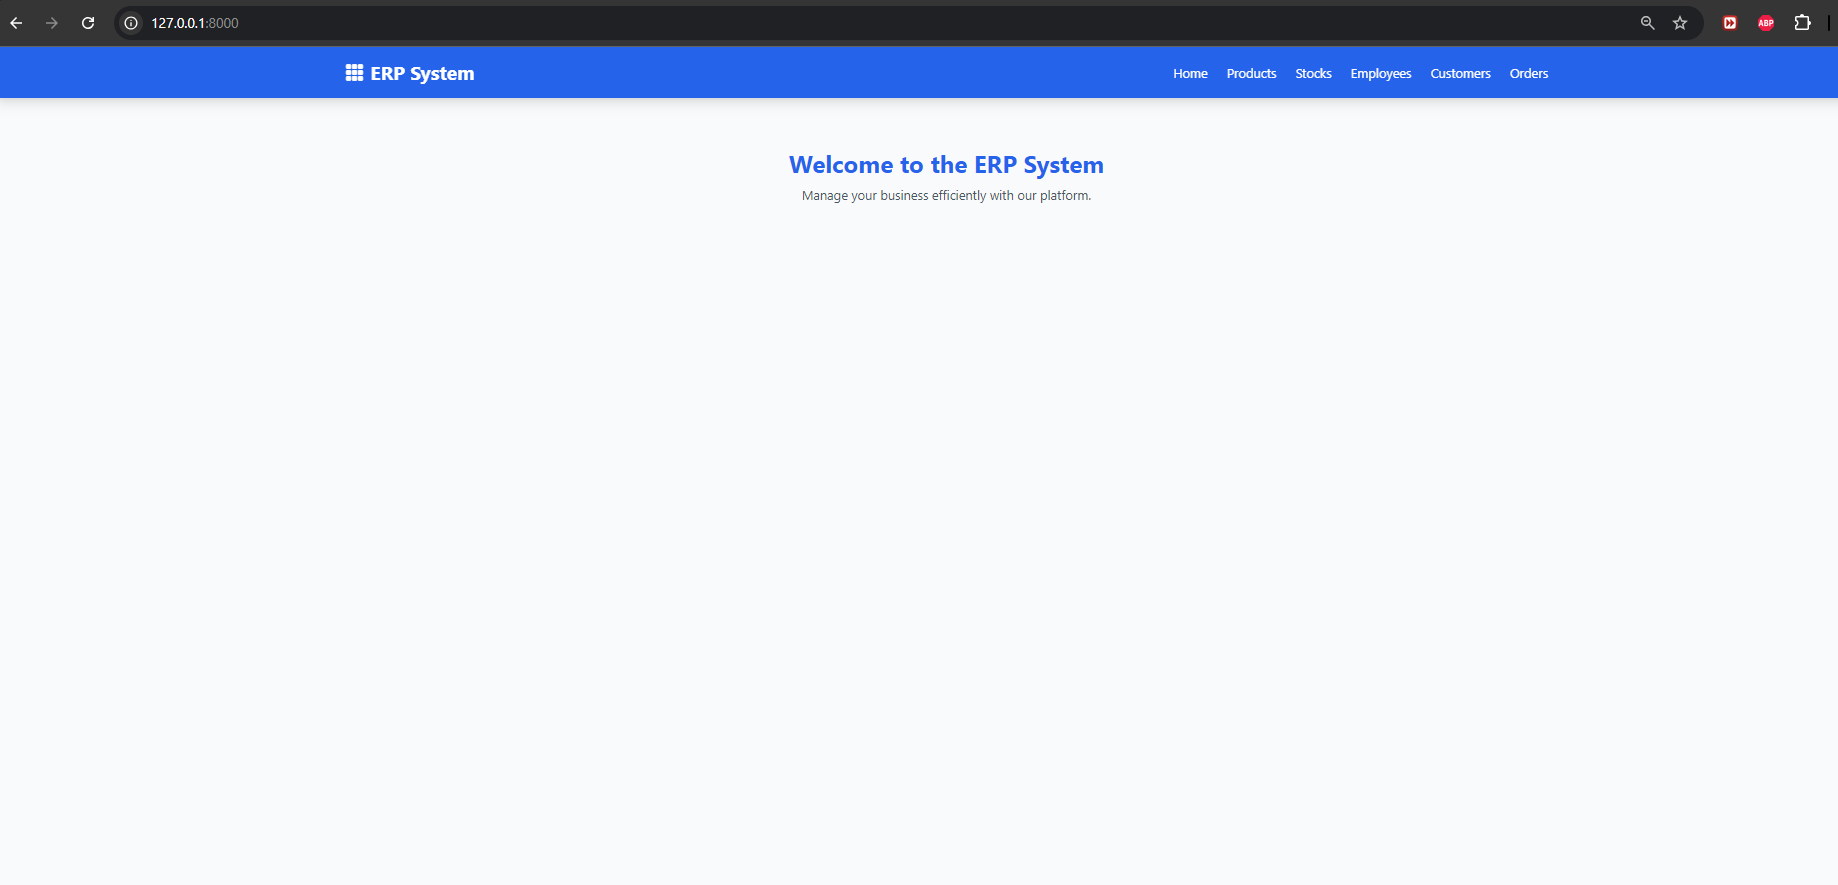 127.0.0.1:8000
ABP
ERP System
Home Products Stocks Employees Customers Orders
Welcome to the ERP System
Manage your business efficiently with our platform.